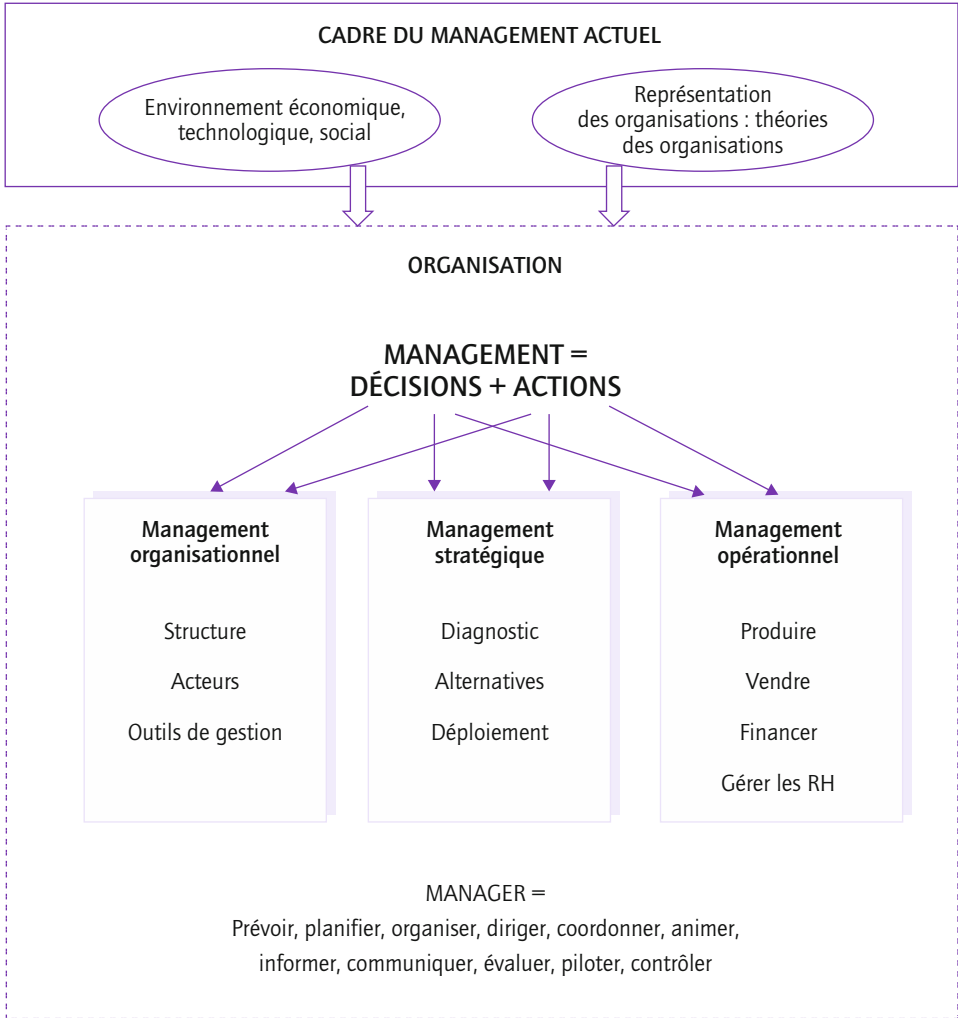 CADRE DU MANAGEMENT ACTUEL
Environnement économique,
technologique, social
Représentation
des organisations : théories
des organisations
ORGANISATION
MANAGEMENT =
DÉCISIONS + ACTIONS
Management
organisationnel
Structure
Acteurs
Outils de gestion
Management
stratégique
Diagnostic
Alternatives
Déploiement
Management
opérationnel
Produire
Vendre
Financer
Gérer les RH
MANAGER =
Prévoir, planifier, organiser, diriger, coordonner, animer,
informer, communiquer, évaluer, piloter, contrôler